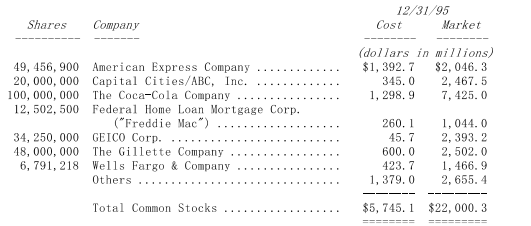 12/31/95
Shares Company Cost Market
---------- ------- -------- --------
(dollars in millions)
49,456,900 American Express Company ............. $1,392.7 $2,046.3
20,000,000 Capital Cities/ABC, Inc. ............. 345.0 2,467.5
100,000,000 The Coca-Cola Company ................ 1,298.9 7,425.0
12,502,500 Federal Home Loan Mortgage Corp.
("Freddie Mac") .................. 260.1 1,044.0
34,250,000 GEICO Corp. .......................... 45.7 2,393.2
48,000,000 The Gillette Company ................. 600.0 2,502.0
6,791,218 Wells Fargo & Company ................ 423.7 1,466.9
Others ............................... 1,379.0 2,655.4
-------- --------
Total Common Stocks .................. $5,745.1 $22,000.3
======== ========